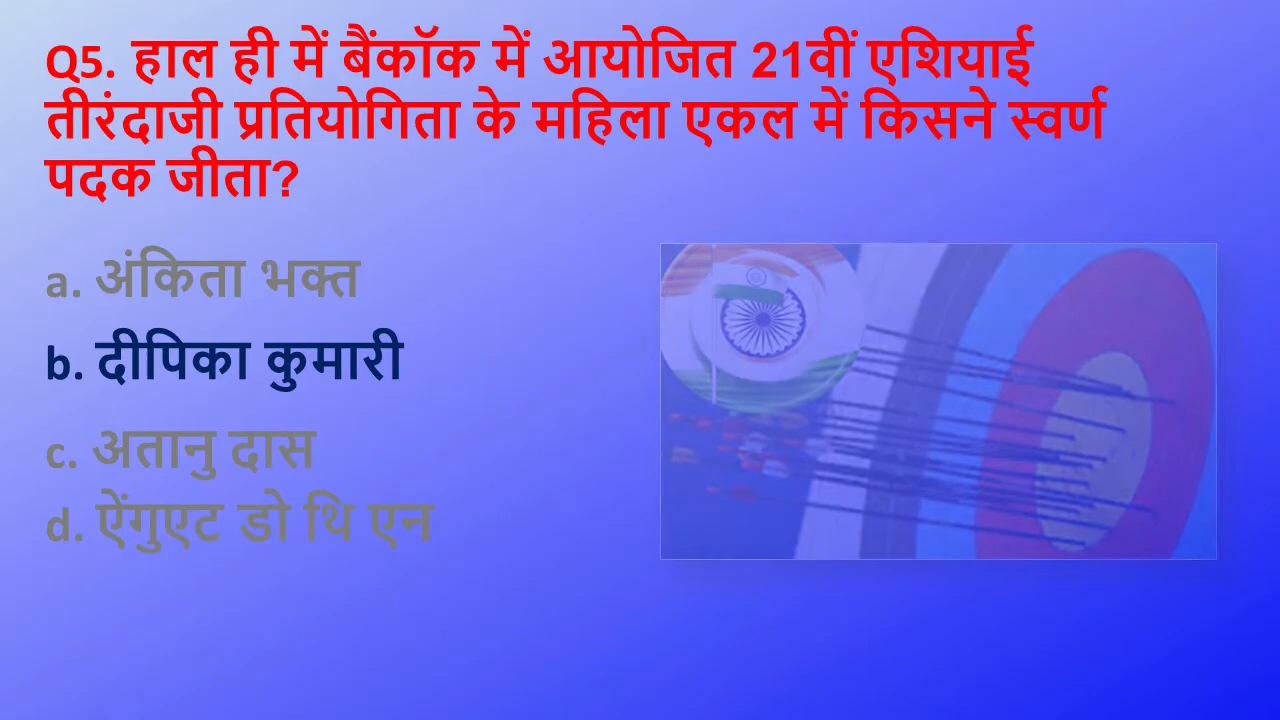 Q5. हाल ही में बैंकॉक में आयोजित 21वीं एशियाई
तीरंदाजी प्रतियोगिता के महिला एकल में किसने स्वर्ण
पदक जीता?
a. अंकिता भक्त
b. दीपिका कुमारी
c. अतानु दास
d. ऐंगुएट डो थि एन